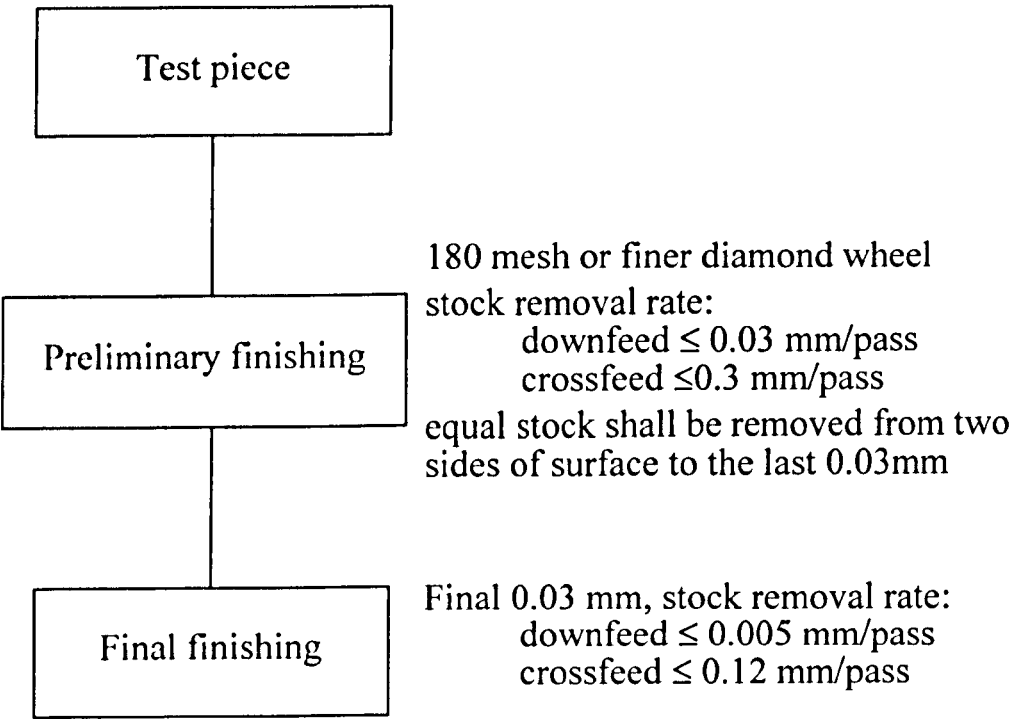 Test piece
180 mesh or finer diamond wheel
stock removal rate:
downfeed ≤ 0.03 mm/pass
crossfeed ≤0.3 mm/pass
Preliminary finishing
equal stock shall be removed from two
sides of surface to the last 0.03mm
Final 0.03 mm, stock removal rate:
downfeed ≤ 0.005 mm/pass
crossfeed ≤ 0.12 mm/pass
Final finishing